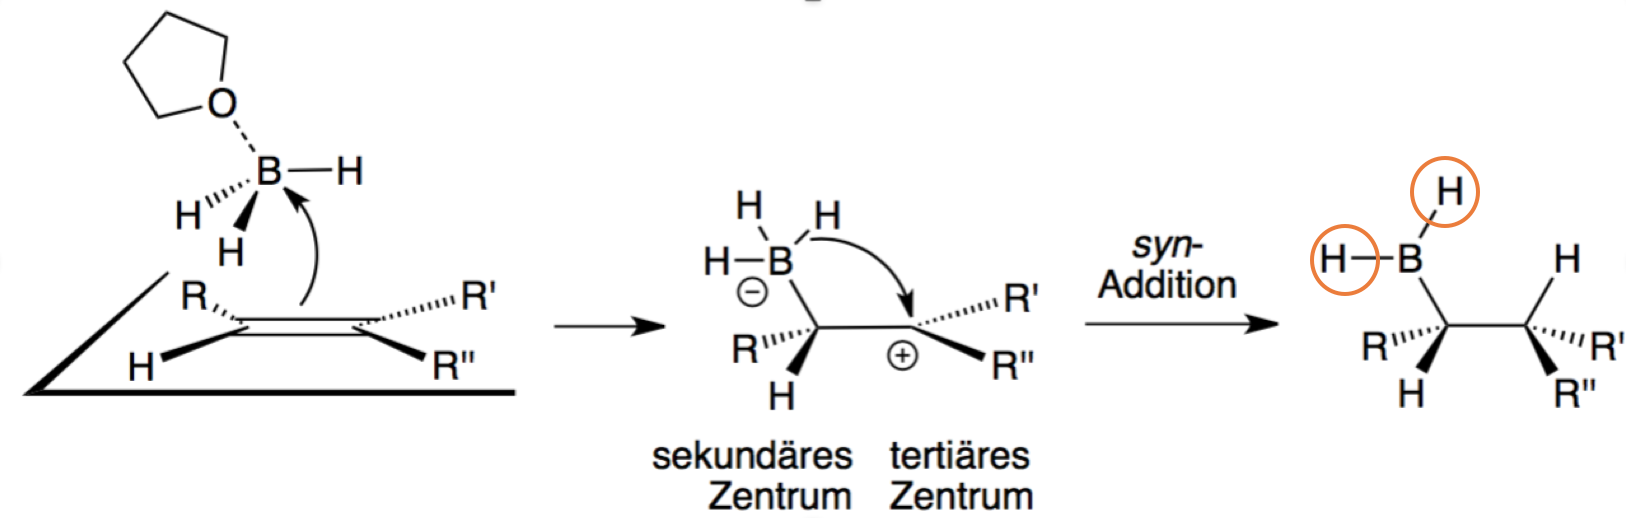 O
B
H
H
H
R
R'
H
R"
H
H
H
B
⊖
R
R'
H
⊕
R"
sekundäres
Zentrum
tertiäres
Zentrum
syn-
Addition
H
H
B
H
R
R'
H
R"